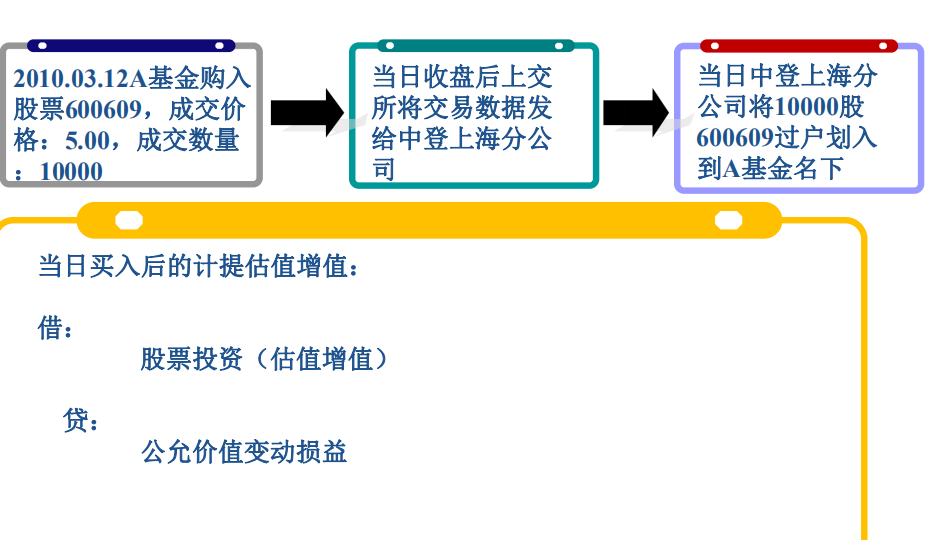 2010.03.12A基金购入
股票600609，成交价
格：5.00，成交数量
：10000
当日收盘后上交
所将交易数据发
给中登上海分公
司
当日中登上海分
公司将10000股
600609过户划入
到A基金名下
当日买入后的计提估值增值：
借：
股票投资（估值增值）
贷：
公允价值变动损益